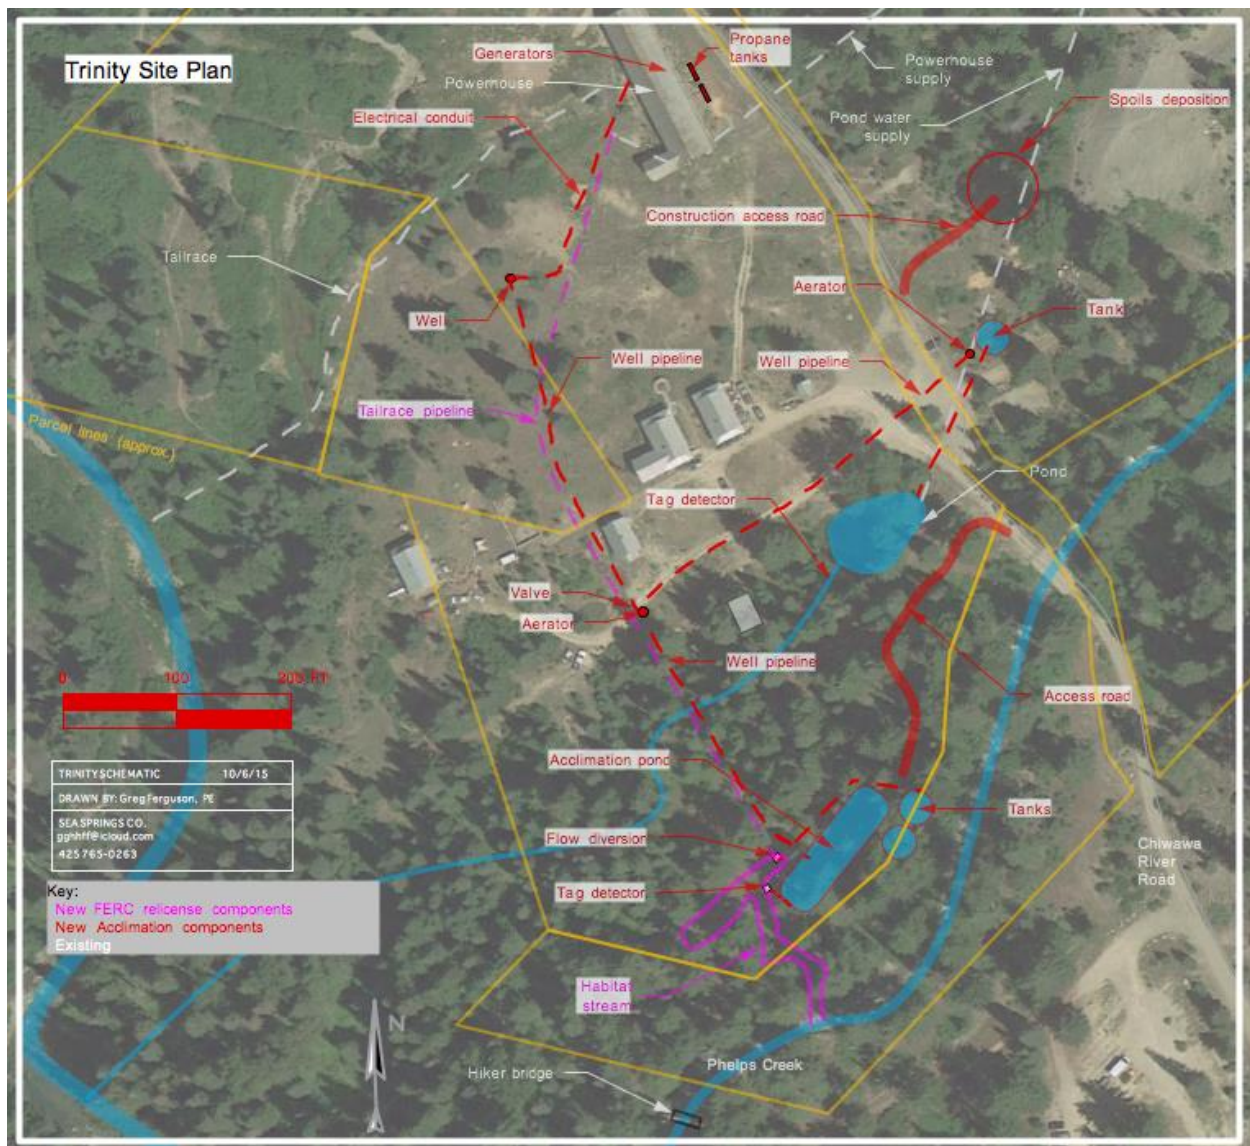 Trinity Site Plan
Generators
Propane
tanks
Powerhouse
Powerhouse
supply
Electrical conduit
Pond water
supply
Spoils deposition
Construction access road
Tailrace
Aerator
Tank
Well
Well pipeline
Well pipeline
Tailrace pipeline
Parcel lines (approx.)
Pond
Tag detector
Valve
Aerator
Well pipeline
0 100 200 FT
Access road
Acclimation pond
TRINITY SCHEMATIC 10/6/15
DRAWN BY: Greg Ferguson, PE
SEA SPRINGS CO.
gghhff@icloud.com
425 765-0263
Tanks
Flow diversion
Chiwawa
River
Road
Tag detector
Key:
New FERC relicense components
New Acclimation components
Existing
Habitat
stream
N
Phelps Creek
Hiker bridge